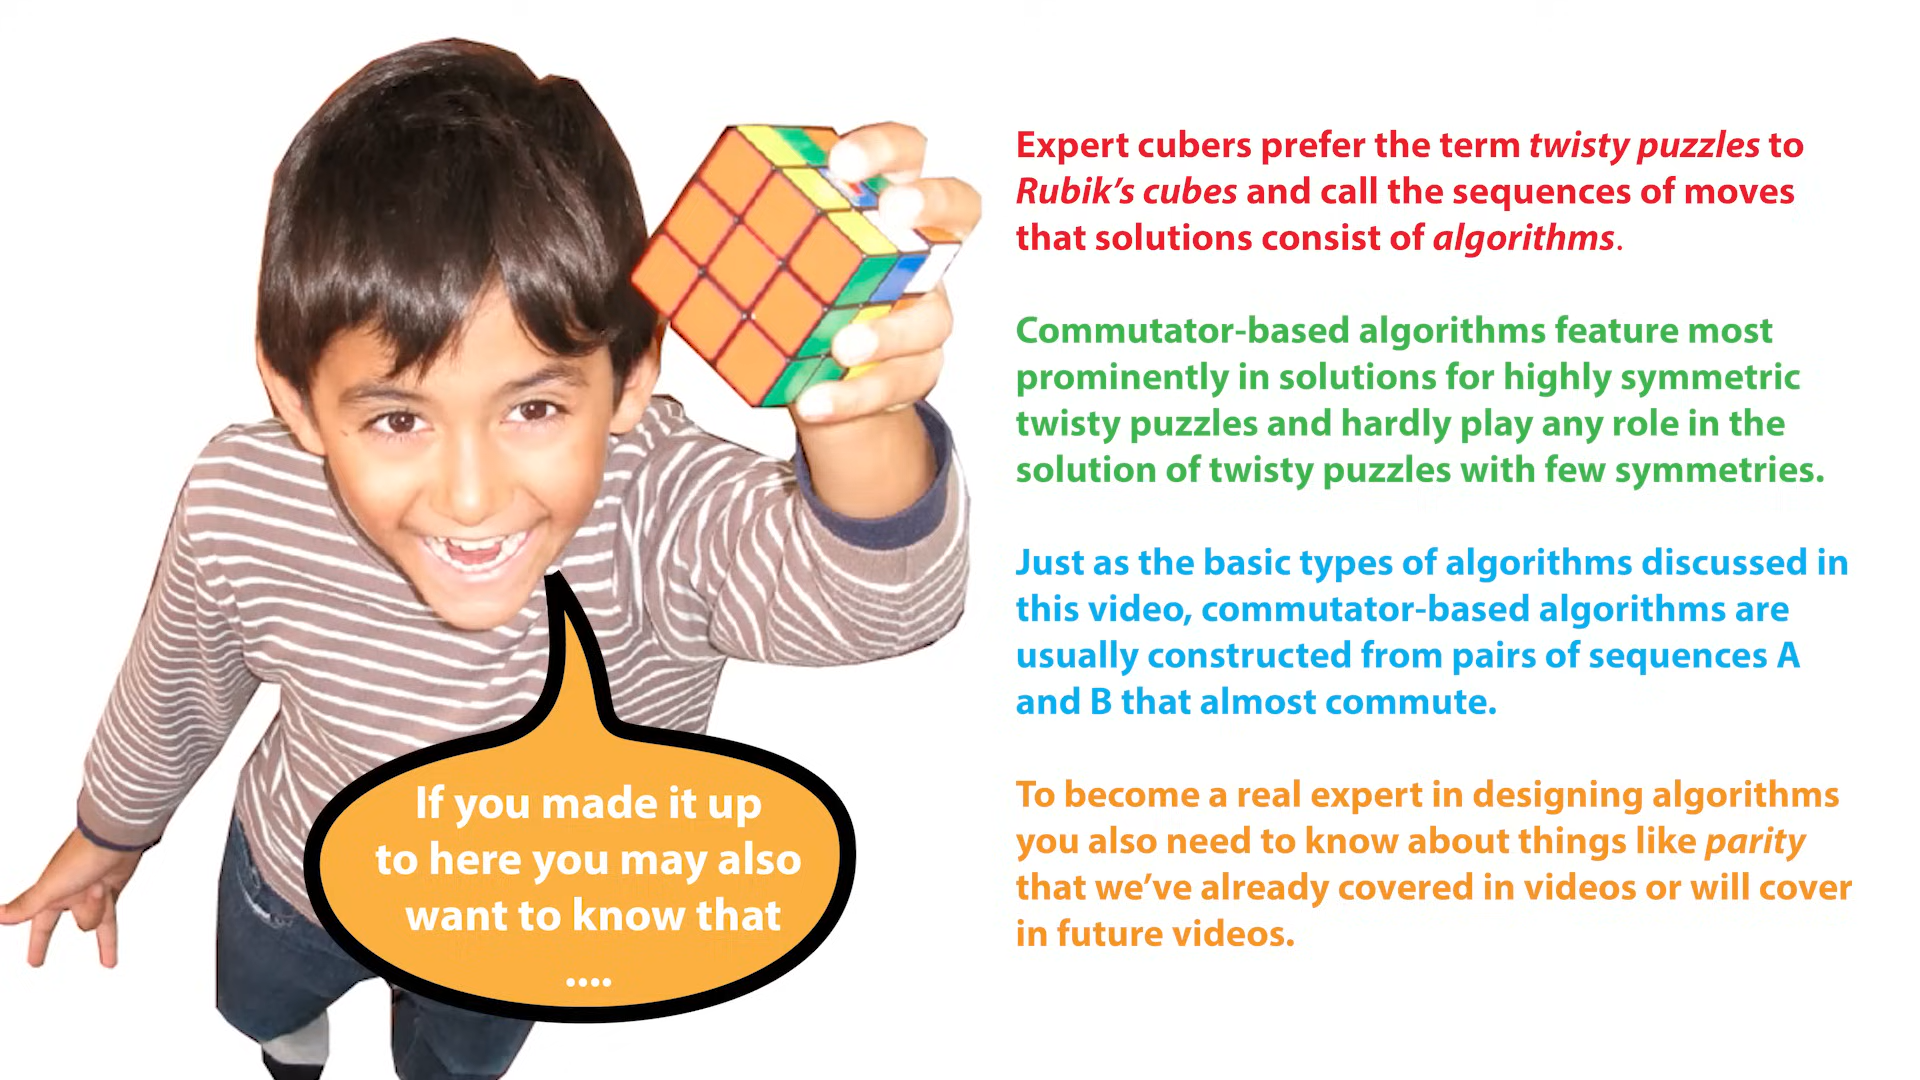 Expert cubers prefer the term twisty puzzles to
Rubik's cubes and call the sequences of moves
that solutions consist of algorithms.
Commutator-based algorithms feature most
prominently in solutions for highly symmetric
twisty puzzles and hardly play any role in the
solution of twisty puzzles with few symmetries.
Just as the basic types of algorithms discussed in
this video, commutator-based algorithms are
usually constructed from pairs of sequences A
and B that almost commute.
To become a real expert in designing algorithms
you also need to know about things like parity
that we've already covered in videos or will cover
in future videos.
If you made it up
to here you may also
want to know that
....